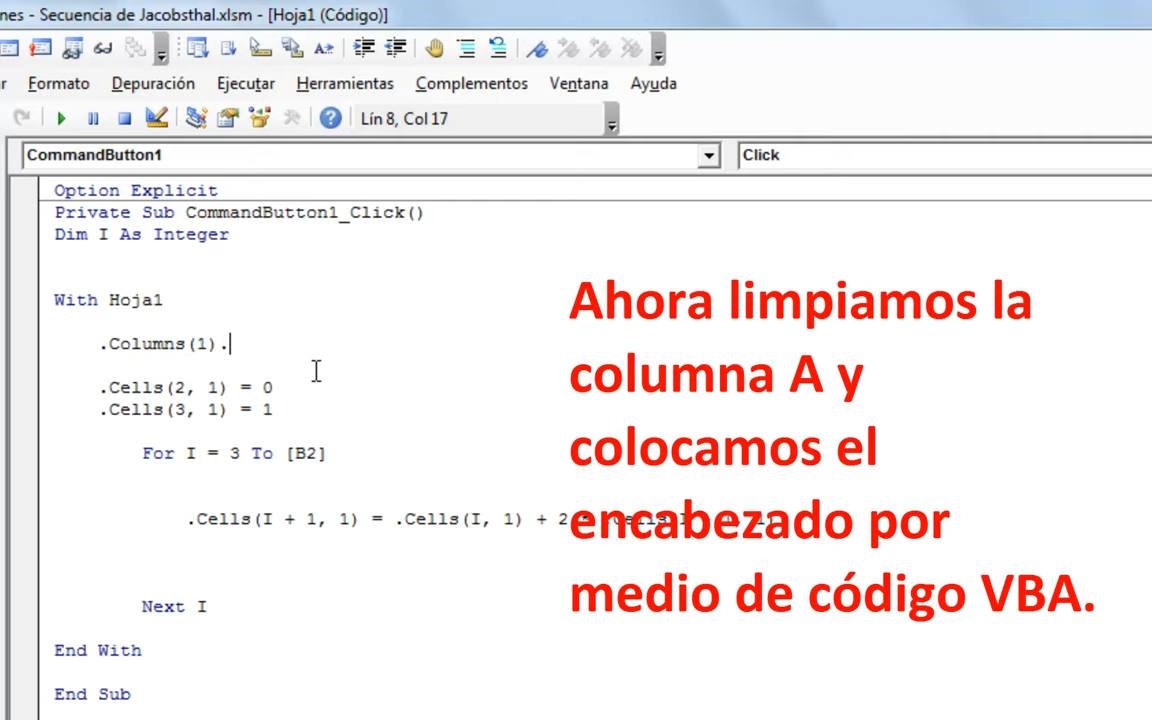 nes - Secuencia de Jacobsthal.xlsm - [Hoja1 (Código)]
r Formato Depuración Ejecutar Herramientas Complementos Ventana Ayuda
Lín 8, Col 17
CommandButton1 Click
Option Explicit
Private Sub CommandButton1_Click()
Dim I As Integer
With Hoja1
.Columns(1).
.Cells(2, 1) = 0
.Cells(3, 1) = 1
For I = 3 To [B2]
.Cells(I + 1, 1) = .Cells(I, 1) + 2
Next I
End With
End Sub
Ahora limpiamos la
columna A y
colocamos el
encabezado por
medio de código VBA.